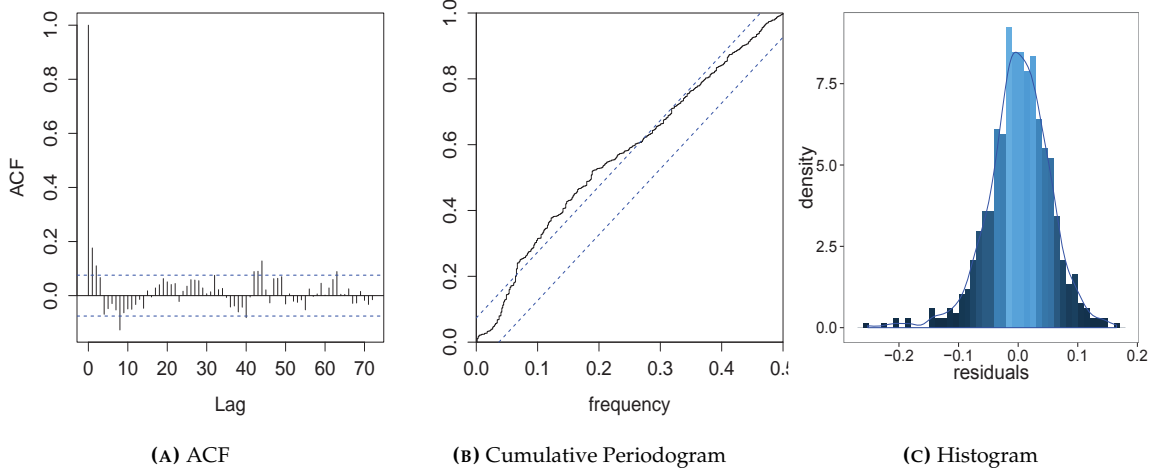 ACF
0.0 0.2 0.4 0.6 0.8 1.0
0 10 20 30 40 50 60 70
Lag
0.0 0.2 0.4 0.6 0.8 1.0
0.0 0.1 0.2 0.3 0.4 0.5
frequency
density
7.5
5.0
2.5
0.0
−0.2 −0.1 0.0 0.1 0.2
residuals
(A) ACF
(B) Cumulative Periodogram
(C) Histogram